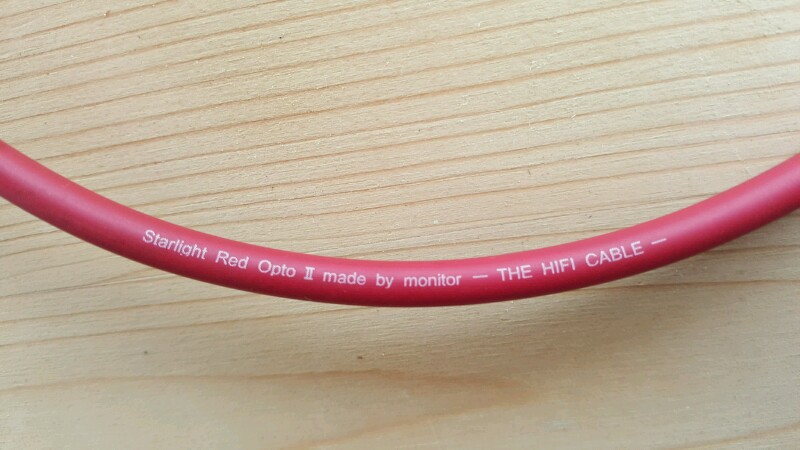 Starlight Red Opto II made by monitor — THE HIFI CABLE —